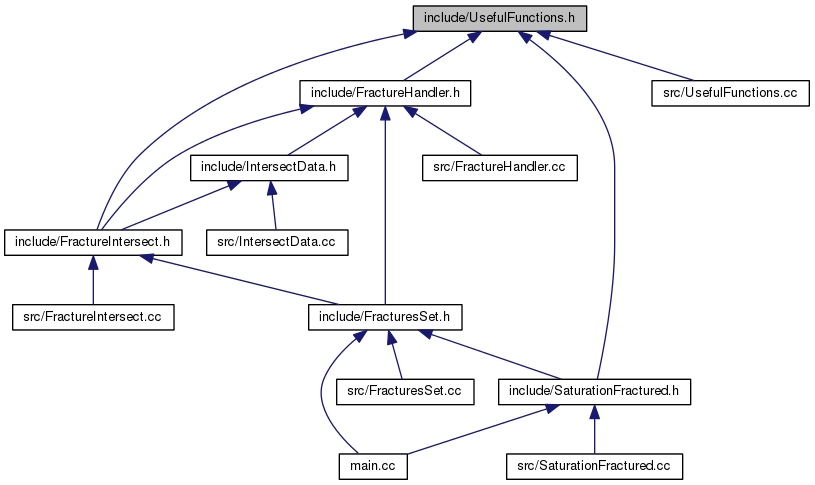 include/UsefulFunctions.h
include/FractureHandler.h
src/UsefulFunctions.cc
include/IntersectData.h
src/FractureHandler.cc
include/FractureIntersect.h
src/IntersectData.cc
src/FractureIntersect.cc
include/FracturesSet.h
src/FracturesSet.cc
include/SaturationFractured.h
main.cc
src/SaturationFractured.cc